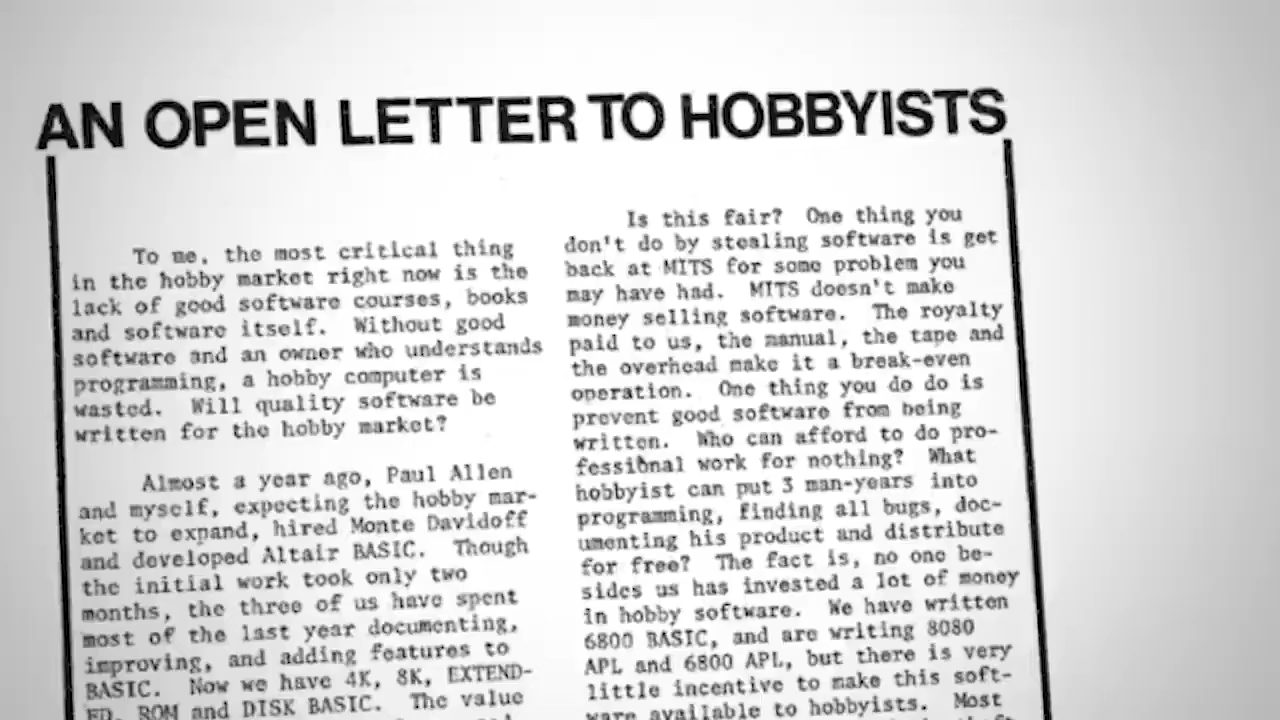 AN OPEN LETTER TO HOBBYISTS
To me, the most critical thing
in the hobby market right now is the
lack of good software courses, books
and software itself. Without good
software and an owner who understands
programming, a hobby computer is
wasted. Will quality software be
written for the hobby market?
Almost a year ago, Paul Allen
and myself, expecting the hobby mar-
ket to expand, hired Monte Davidoff
and developed Altair BASIC. Though
the initial work took only two
months, the three of us have spent
most of the last year documenting,
improving, and adding features to
BASIC. Now we have 4K, 8K, EXTEND-
ED, ROM and DISK BASIC. The value
Is this fair? One thing you
don't do by stealing software is get
back at MITS for some problem you
may have had. MITS doesn't make
money selling software. The royalty
paid to us, the manual, the tape and
the overhead make it a break-even
operation. One thing you do do is
prevent good software from being
written. Who can afford to do pro-
fessional work for nothing? What
hobbyist can put 3 man-years into
programming, finding all bugs, doc-
umenting his product and distribute
for free? The fact is, no one be-
sides us has invested a lot of money
in hobby software. We have written
6800 BASIC, and are writing 8080
APL and 6800 APL, but there is very
little incentive to make this soft-
ware available to hobbyists. Most